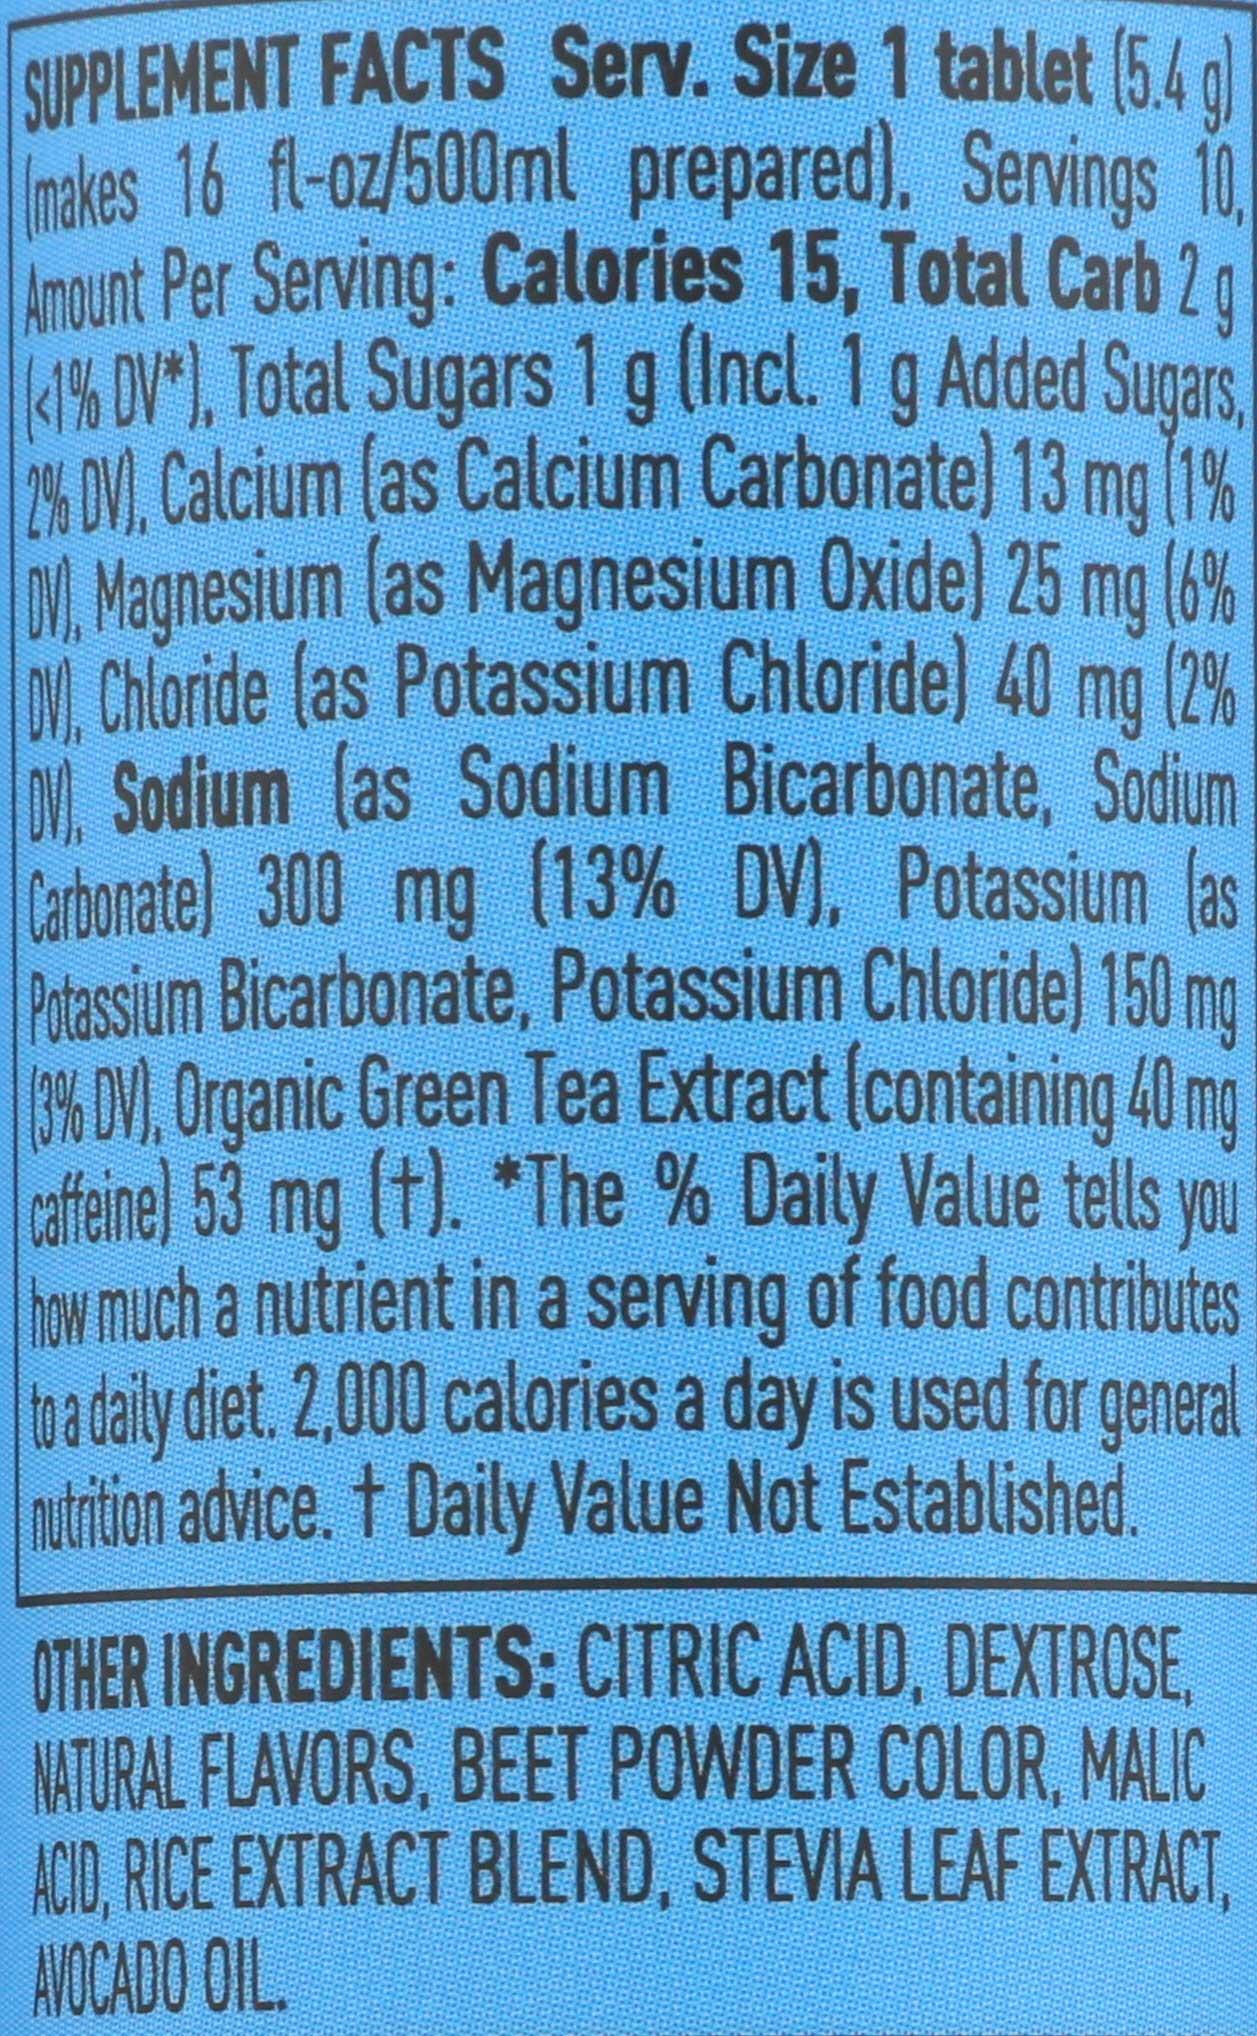 SUPPLEMENT FACTS Serv. Size 1 tablet (5.4 g)
(makes 16 fl-oz/500ml prepared), Servings 10,
Amount Per Serving: Calories 15, Total Carb 2 g
(<1% DV*), Total Sugars 1 g (Incl. 1 g Added Sugars,
2% DV), Calcium (as Calcium Carbonate) 13 mg (1%
DV), Magnesium (as Magnesium Oxide) 25 mg (6%
DV), Chloride (as Potassium Chloride) 40 mg (2%
DV), Sodium (as Sodium Bicarbonate, Sodium
Carbonate) 300 mg (13% DV), Potassium (as
Potassium Bicarbonate, Potassium Chloride) 150 mg
(3% DV), Organic Green Tea Extract (containing 40 mg
caffeine) 53 mg (†). *The % Daily Value tells you
how much a nutrient in a serving of food contributes
to a daily diet. 2,000 calories a day is used for general
nutrition advice. † Daily Value Not Established.
OTHER INGREDIENTS: CITRIC ACID, DEXTROSE,
NATURAL FLAVORS, BEET POWDER COLOR, MALIC
ACID, RICE EXTRACT BLEND, STEVIA LEAF EXTRACT,
AVOCADO OIL.